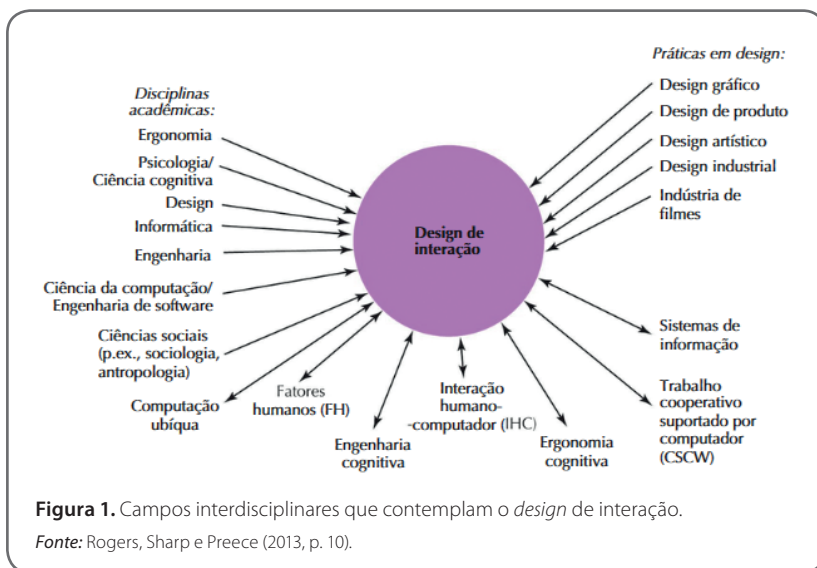 Disciplinas
acadêmicas:
Ergonomia
Psicologia/
Ciência cognitiva
Design
Informática
Engenharia
Ciência da computação/
Engenharia de software
Ciências sociais
(p.ex., sociologia,
antropologia)
Computação
ubíqua
Fatores
humanos (FH)
Engenharia
cognitiva
Interação
humano-
-computador (IHC)
Ergonomia
cognitiva
Design de
interação
Práticas em design:
Design gráfico
Design de produto
Design artístico
Design industrial
Indústria de
filmes
Sistemas de
informação
Trabalho
cooperativo
suportado por
computador
(CSCW)
Figura 1. Campos interdisciplinares que contemplam o design de interação.
Fonte: Rogers, Sharp e Preece (2013, p. 10).